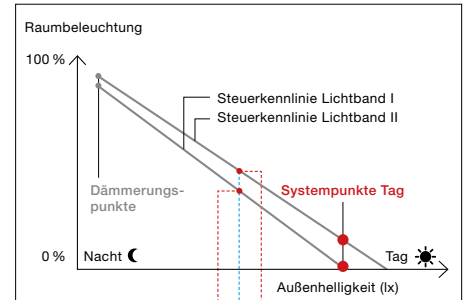 Raumbeleuchtung
100 %
Steuerkennlinie Lichtband I
Steuerkennlinie Lichtband II
Dämmerungs-
punkte
Systempunkte Tag
0 %
Nacht
Tag
Außenhelligkeit (lx)